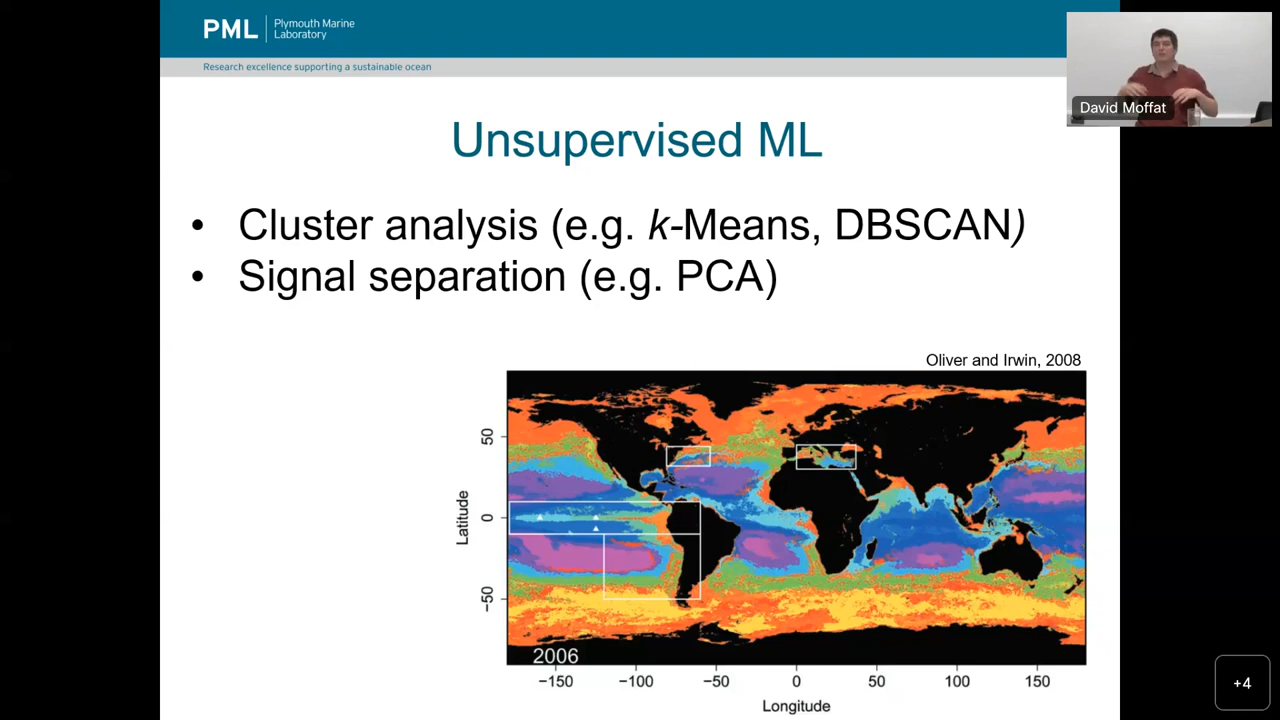 PML
Plymouth Marine
Laboratory
Research excellence supporting a sustainable ocean
David Moffat
Unsupervised ML
• Cluster analysis (e.g. k-Means, DBSCAN)
• Signal separation (e.g. PCA)
Oliver and Irwin, 2008
50
0
−50
Latitude
2006
−150 −100 −50 0 50 100 150
Longitude
+4